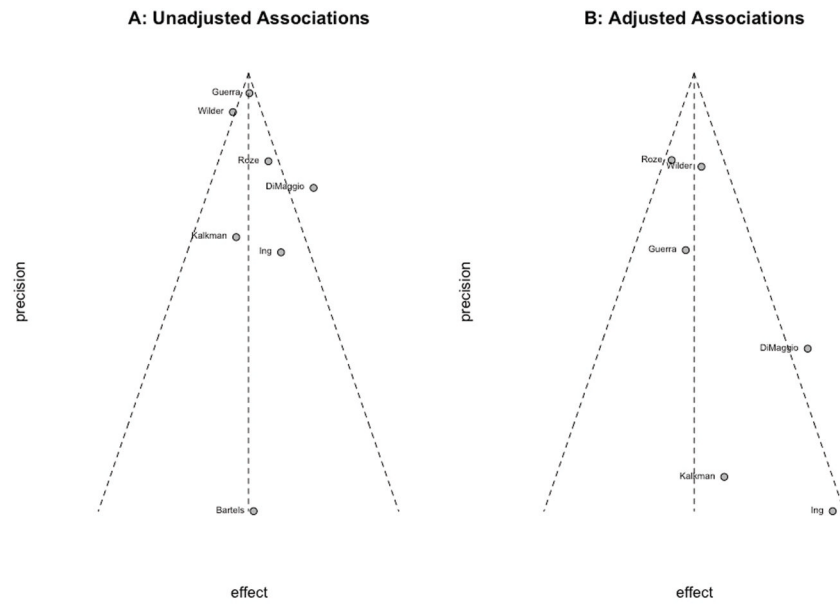 A: Unadjusted Associations
Guerra
Wilder
Roze
DiMaggio
Kalkman
Ing
Bartels
precision
effect
B: Adjusted Associations
Roze
Wilder
Guerra
DiMaggio
Kalkman
Ing
precision
effect